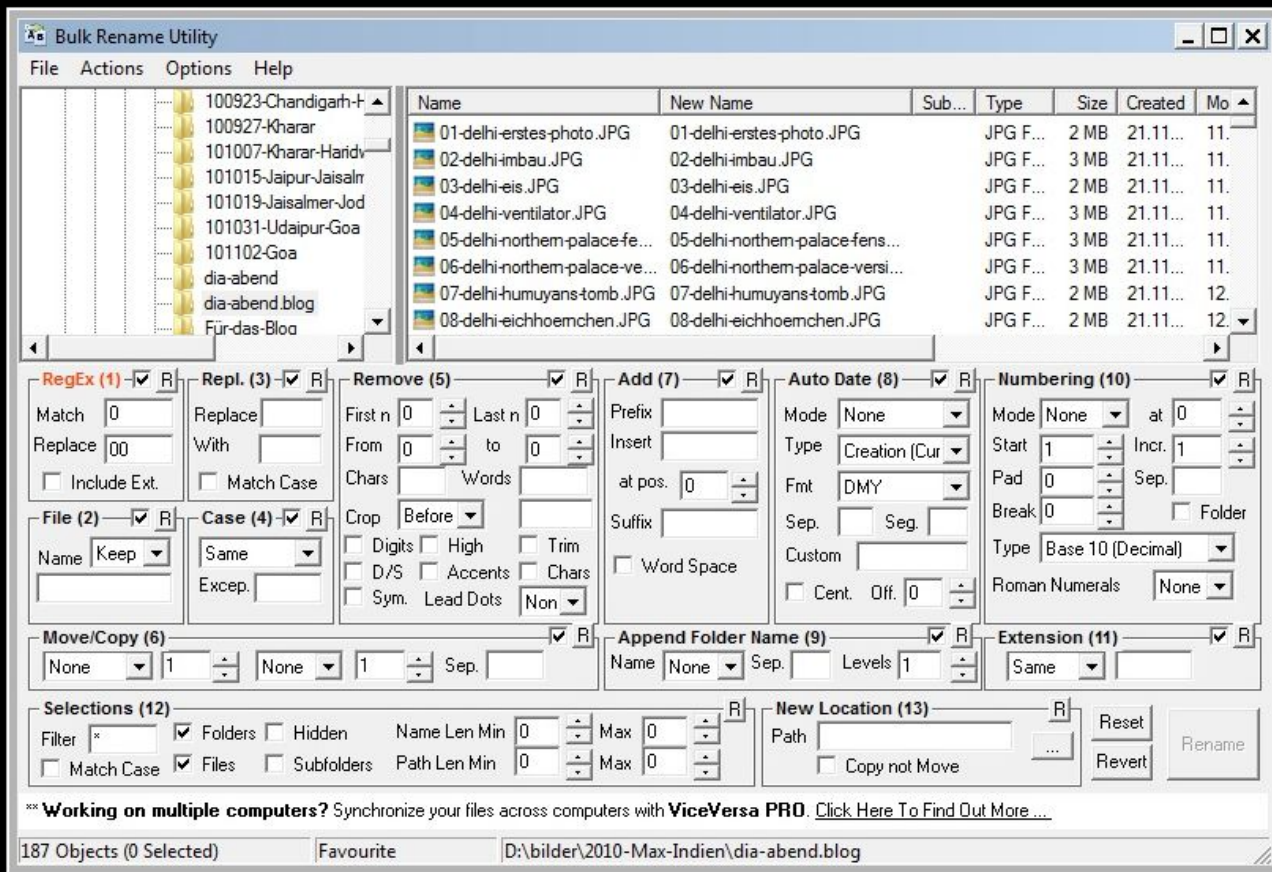 Bulk Rename Utility
File Actions Options Help
100923-Chandigarh-H
100927-Kharar
101007-Kharar-Haridw
101015-Jaipur-Jaisalm
101019-Jaisalmer-Jod
101031-Udaipur-Goa
101102-Goa
dia-abend
dia-abend.blog
Für-das-Blog
Name New Name Sub... Type Size Created Mo
01-delhi-erstes-photo.JPG 01-delhi-erstes-photo.JPG JPG F... 2 MB 21.11... 11.
02-delhi-imbau.JPG 02-delhi-imbau.JPG JPG F... 3 MB 21.11... 11.
03-delhi-eis.JPG 03-delhi-eis.JPG JPG F... 2 MB 21.11... 11.
04-delhi-ventilator.JPG 04-delhi-ventilator.JPG JPG F... 3 MB 21.11... 11.
05-delhi-northern-palace-fe... 05-delhi-northern-palace-fens... JPG F... 3 MB 21.11... 11.
06-delhi-northern-palace-ve... 06-delhi-northern-palace-versi... JPG F... 3 MB 21.11... 11.
07-delhi-humuyans-tomb.JPG 07-delhi-humuyans-tomb.JPG JPG F... 2 MB 21.11... 12.
08-delhi-eichhoernchen.JPG 08-delhi-eichhoernchen.JPG JPG F... 2 MB 21.11... 12.
RegEx (1) R
Match 0
Replace 00
Include Ext.
Repl. (3) R
Replace
With
Match Case
Remove (5) R
First n 0 Last n 0
From 0 to 0
Chars Words
Crop Before
Digits High Trim
D/S Accents Chars
Sym. Lead Dots Non
Add (7) R
Prefix
Insert
at pos. 0
Suffix
Word Space
Auto Date (8) R
Mode None
Type Creation (Cur
Fmt DMY
Sep. Seg.
Custom
Cent. Off. 0
Numbering (10) R
Mode None at 0
Start 1 Incr. 1
Pad 0 Sep.
Break 0 Folder
Type Base 10 (Decimal)
Roman Numerals None
File (2) R
Name Keep
Case (4) R
Same
Excep.
Move/Copy (6) R
None 1 None 1 Sep.
Append Folder Name (9) R
Name None Sep. Levels 1
Extension (11) R
Same
Selections (12) R
Filter * Folders Hidden Name Len Min 0 Max 0
Match Case Files Subfolders Path Len Min 0 Max 0
New Location (13) R
Path ...
Copy not Move
Reset
Revert
Rename
** Working on multiple computers? Synchronize your files across computers with ViceVersa PRO. Click Here To Find Out More ...
187 Objects (0 Selected) Favourite D:\bilder\2010-Max-Indien\dia-abend.blog